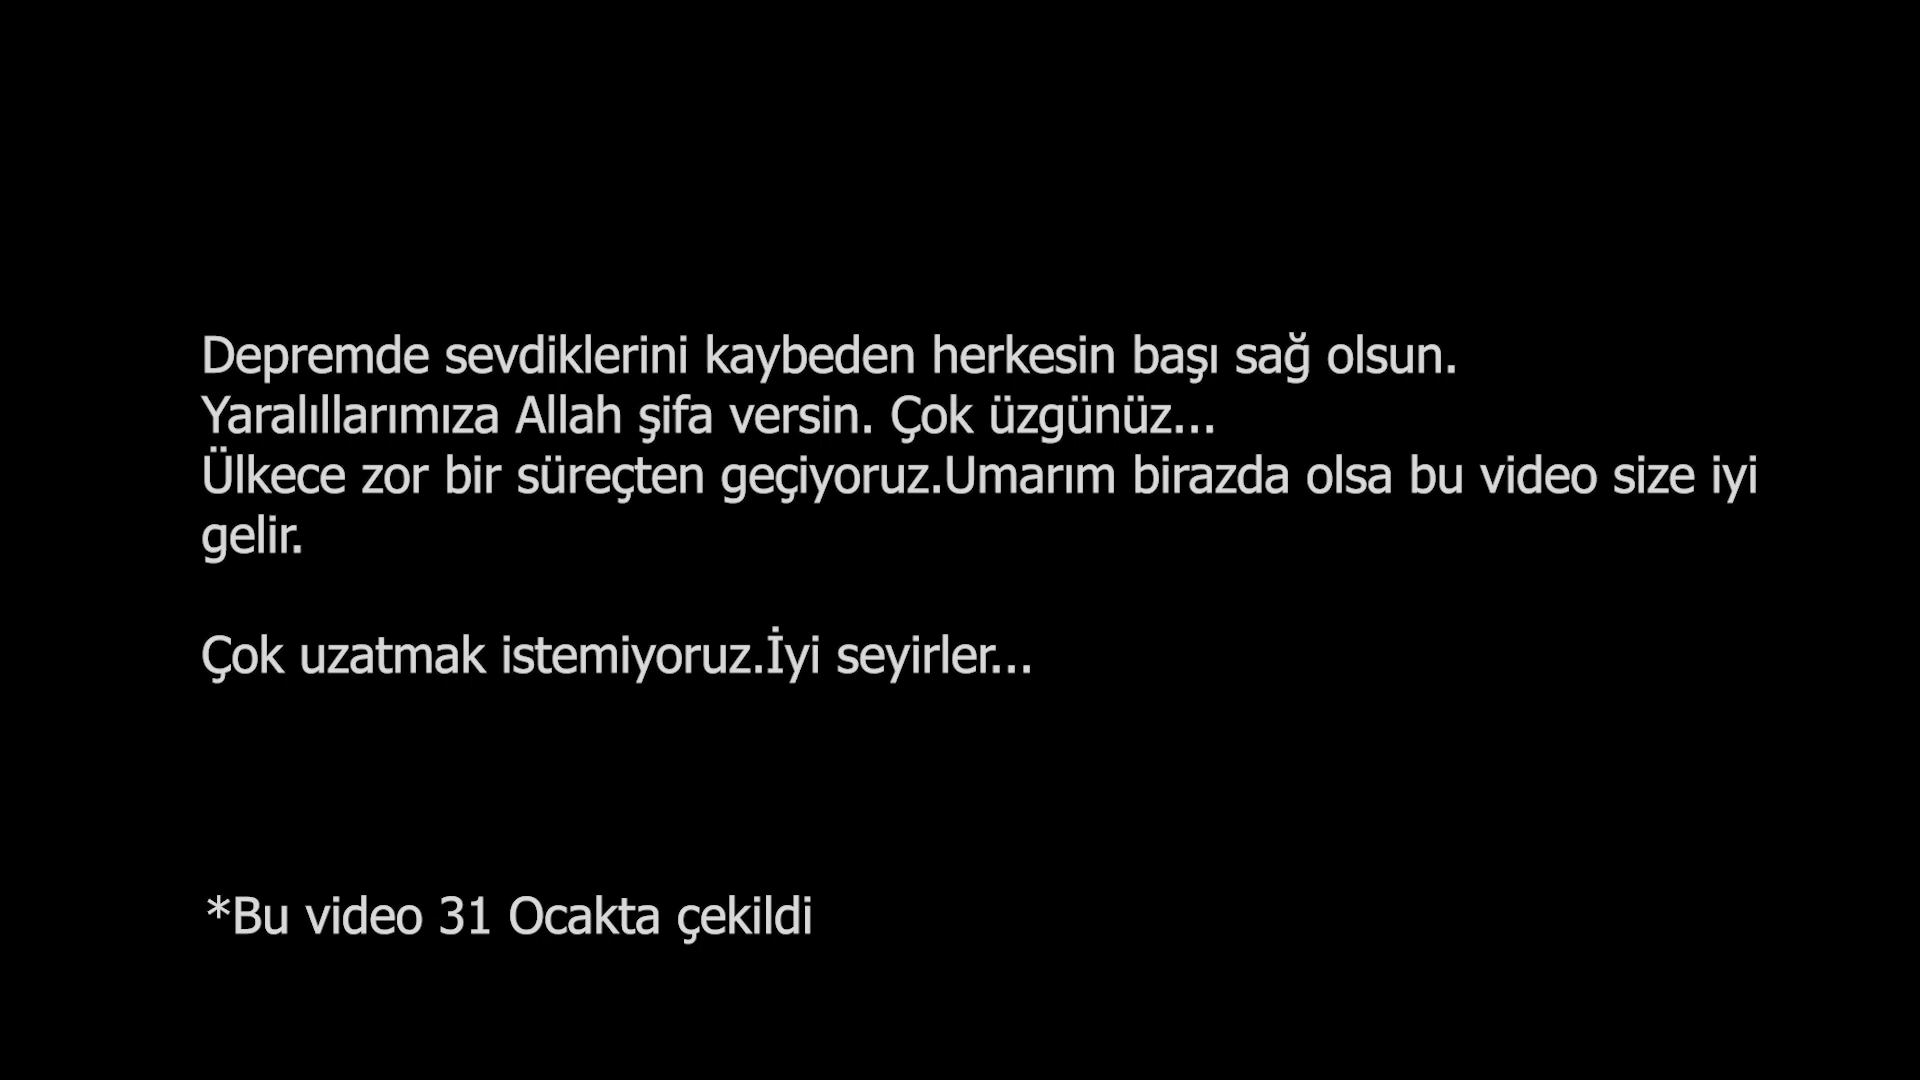 Depremde sevdiklerini kaybeden herkesin başı sağ olsun.
Yaralıllarımıza Allah şifa versin. Çok üzgünüz...
Ülkece zor bir süreçten geçiyoruz.Umarım birazda olsa bu video size iyi
gelir.
Çok uzatmak istemiyoruz.İyi seyirler...
*Bu video 31 Ocakta çekildi